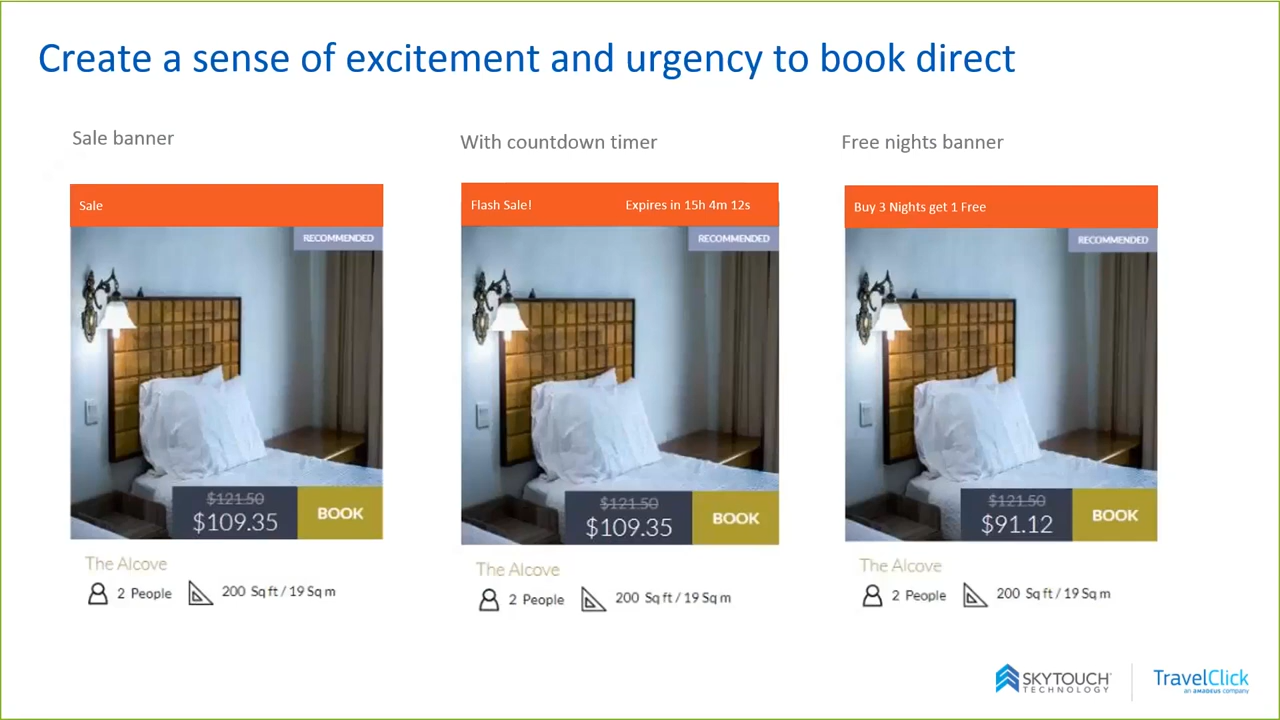 Create a sense of excitement and urgency to book direct
Sale banner
With countdown timer
Free nights banner
Sale
RECOMMENDED
$121.50
$109.35
BOOK
The Alcove
2 People
200 Sq ft / 19 Sq m
Flash Sale!
Expires in 15h 4m 12s
RECOMMENDED
$121.50
$109.35
BOOK
The Alcove
2 People
200 Sq ft / 19 Sq m
Buy 3 Nights get 1 Free
RECOMMENDED
$121.50
$91.12
BOOK
The Alcove
2 People
200 Sq ft / 19 Sq m
SKYTOUCH
TECHNOLOGY
TravelClick
an AMADEUS company